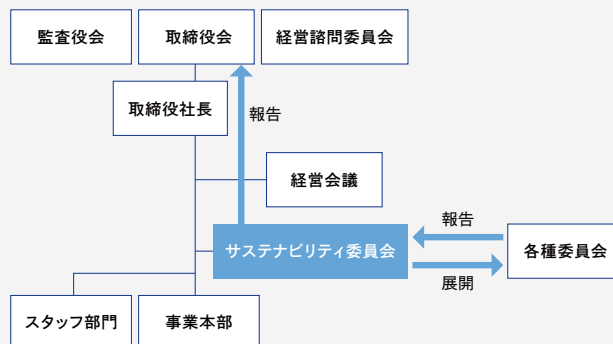 監査役会
取締役会
経営諮問委員会
取締役社長
報告
経営会議
サステナビリティ委員会
報告
展開
各種委員会
スタッフ部門
事業本部